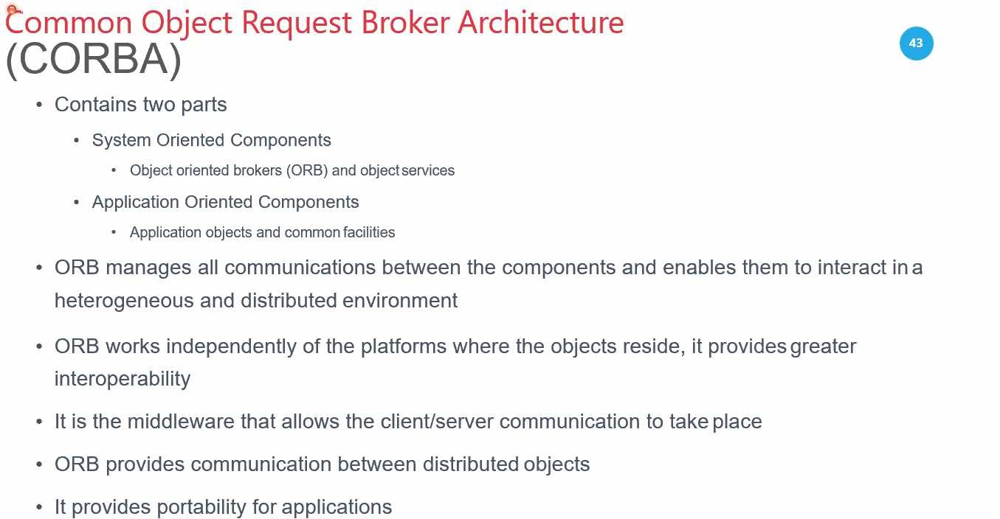 Common Object Request Broker Architecture
(CORBA)
43
• Contains two parts
• System Oriented Components
• Object oriented brokers (ORB) and object services
• Application Oriented Components
• Application objects and common facilities
• ORB manages all communications between the components and enables them to interact in a
heterogeneous and distributed environment
• ORB works independently of the platforms where the objects reside, it provides greater
interoperability
• It is the middleware that allows the client/server communication to take place
• ORB provides communication between distributed objects
• It provides portability for applications